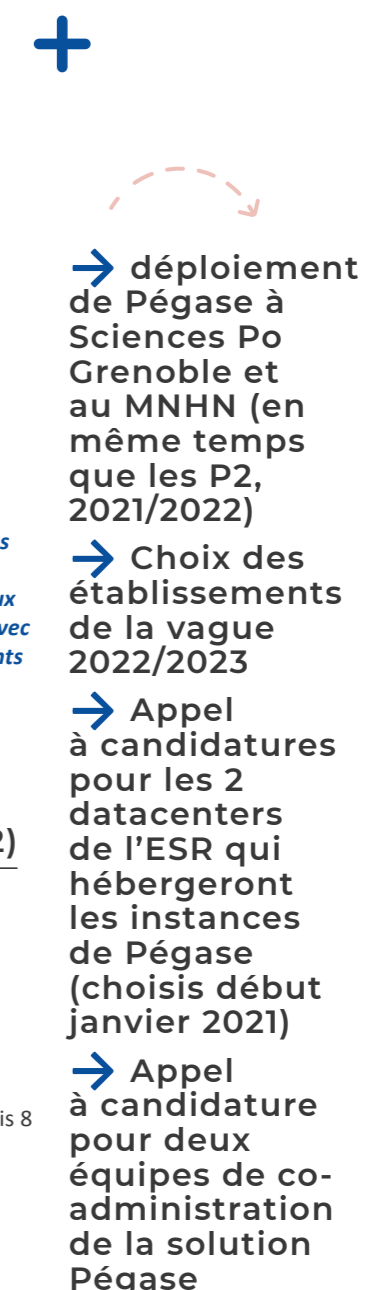 → déploiement
de Pégase à
Sciences Po
Grenoble et
au MNHN (en
même temps
que les P2,
2021/2022)
→ Choix des
établissements
de la vague
2022/2023
→ Appel
à candidatures
pour les 2
datacenters
de l’ESR qui
hébergeront
les instances
de Pégase
(choisis début
janvier 2021)
→ Appel
à candidature
pour deux
équipes de co-
administration
de la solution
Pégase
2)
8